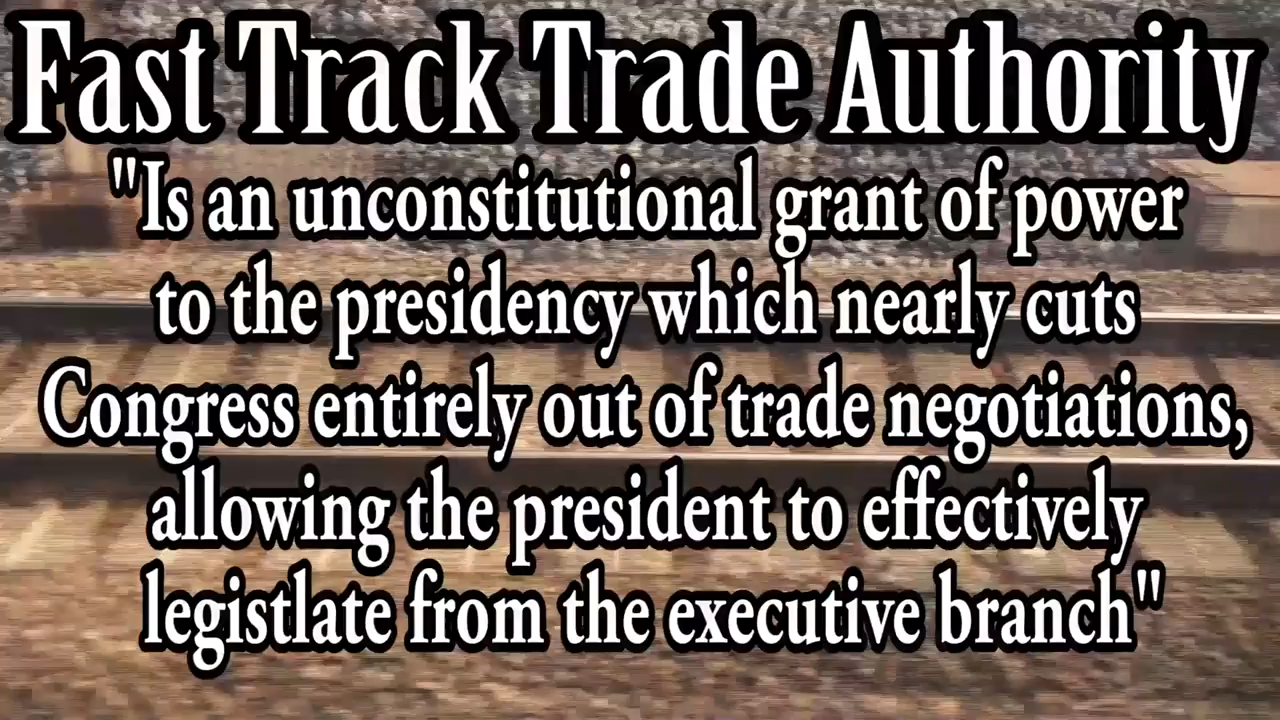 Fast Track Trade Authority
"Is an unconstitutional grant of power
to the presidency which nearly cuts
Congress entirely out of trade negotiations,
allowing the president to effectively
legistlate from the executive branch"